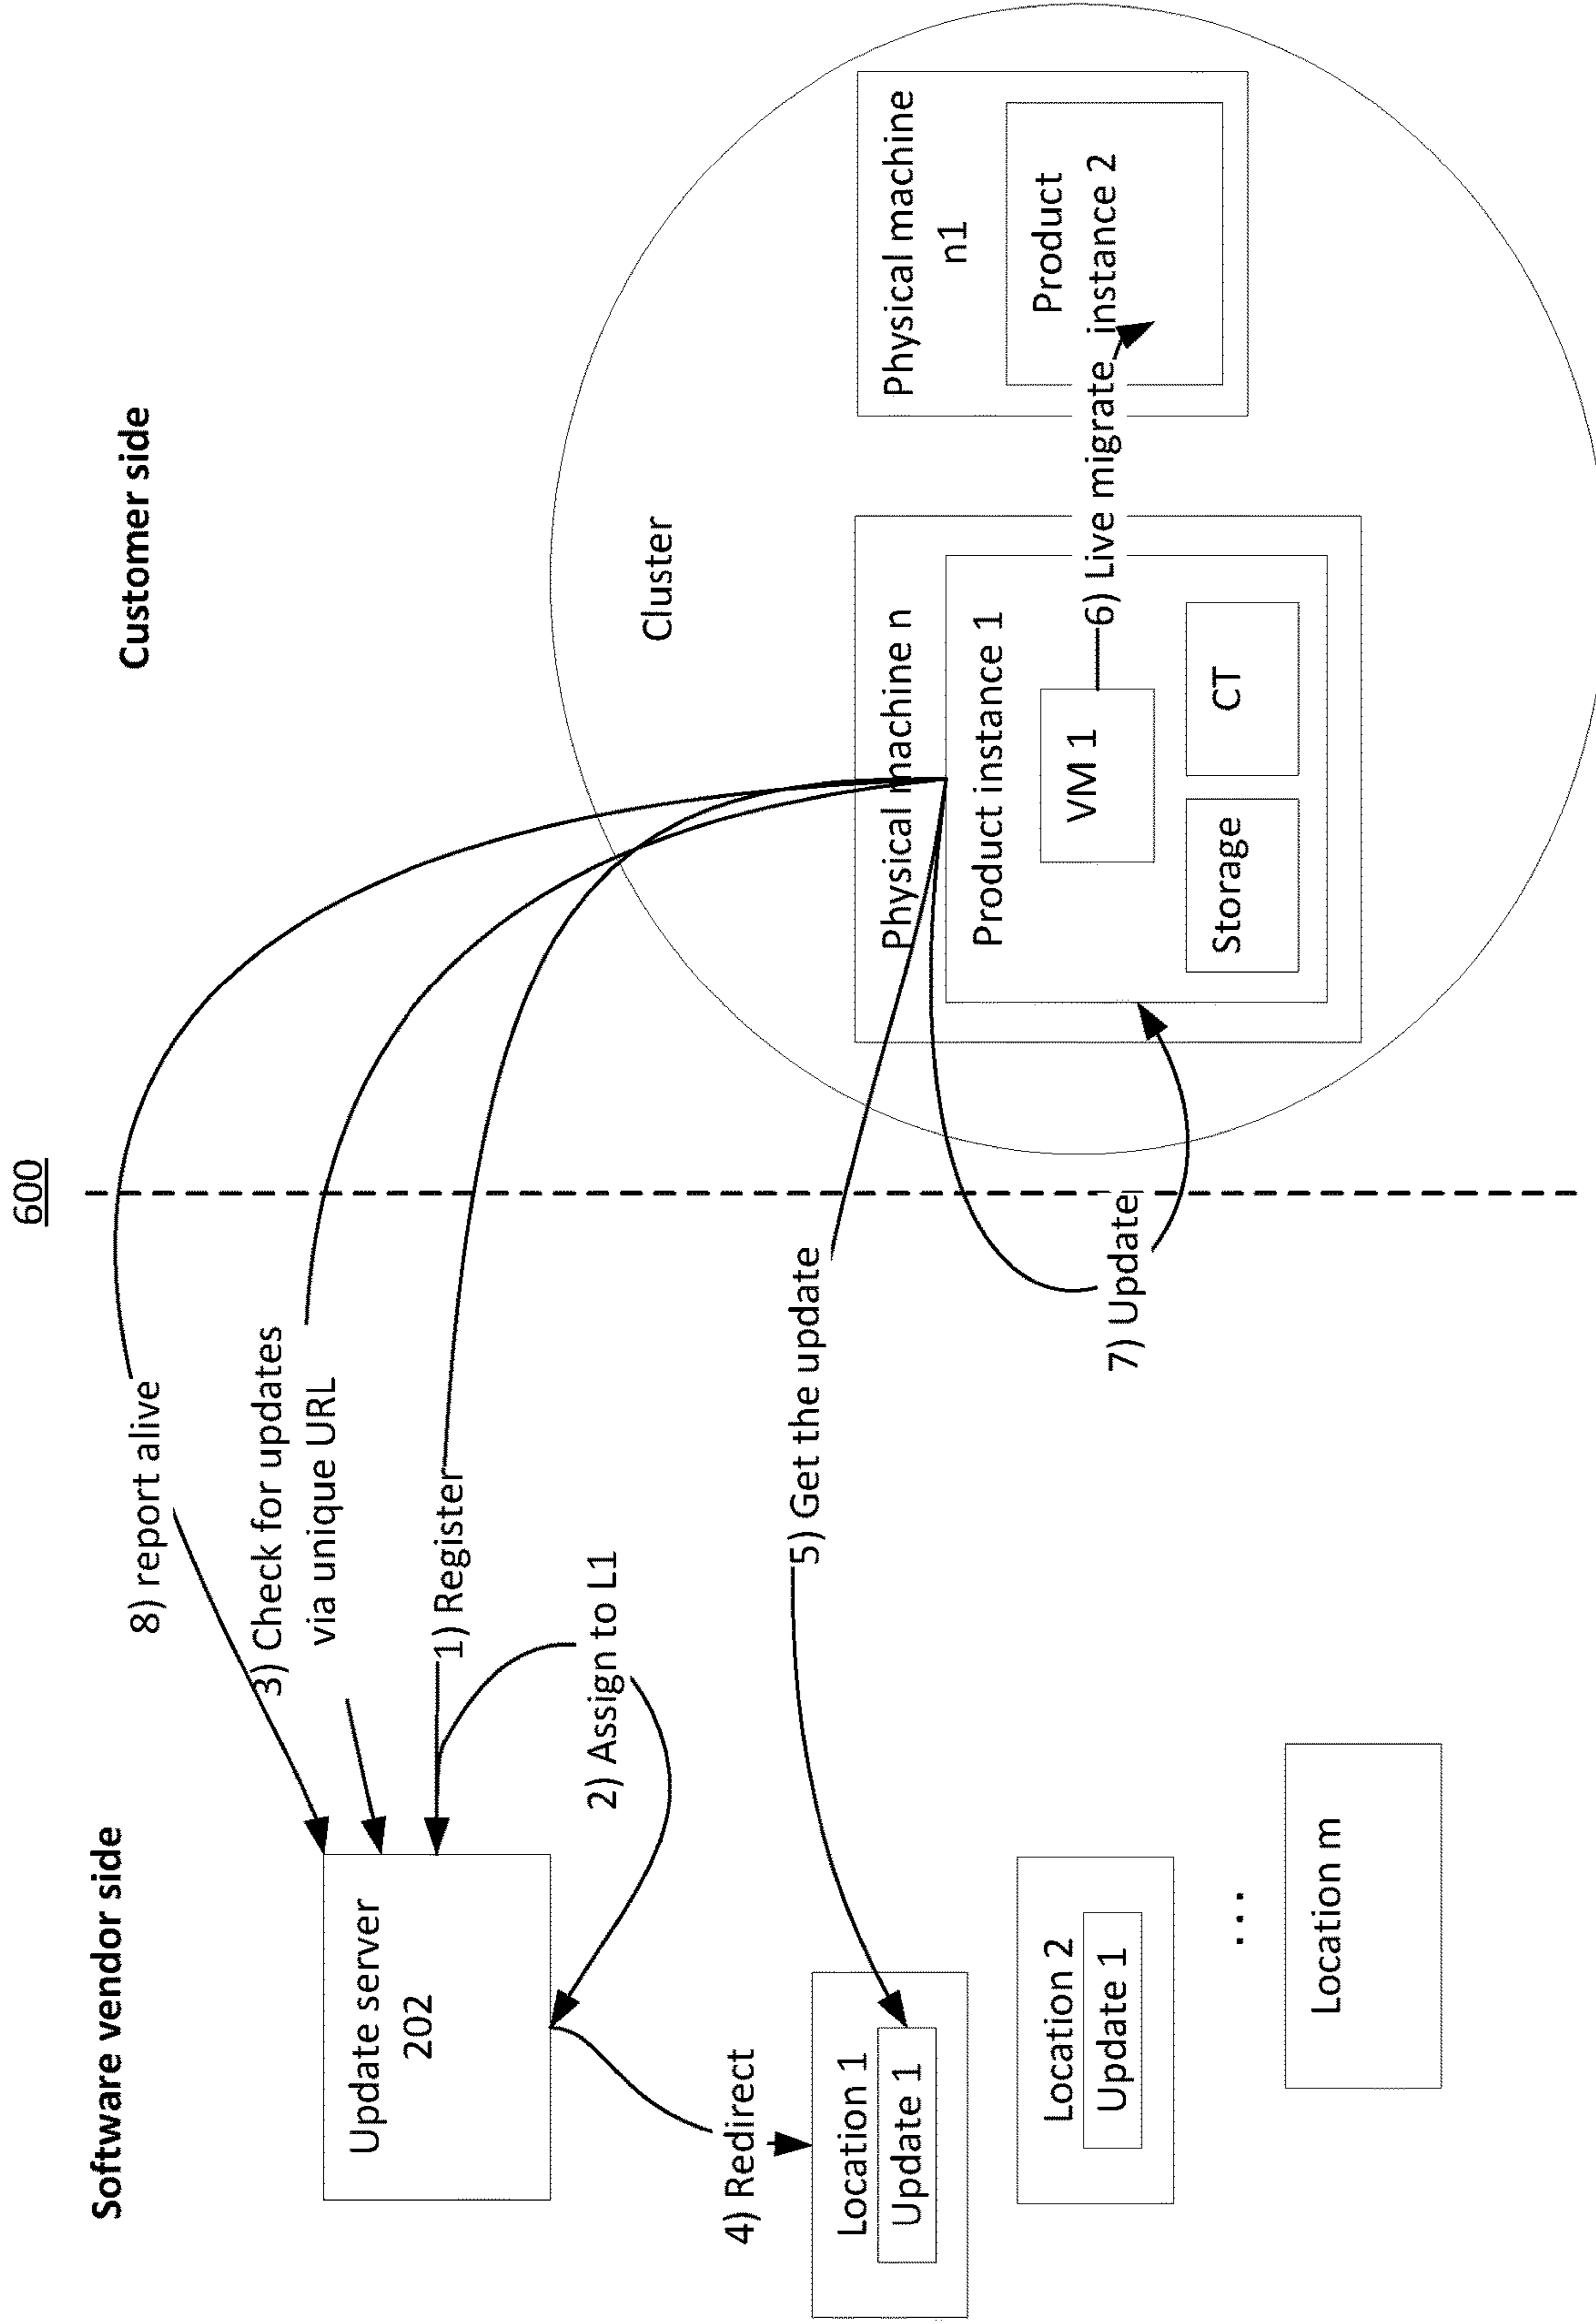 600
Software vendor side
Customer side
8) report alive
3) Check for updates
via unique URL
1) Register
2) Assign to L1
Update server
202
4) Redirect
5) Get the update
7) Update
Location 1
Update 1
Location 2
Update 1
...
Location m
Cluster
Physical machine n
Product instance 1
VM 1
Storage
CT
6) Live migrate
Physical machine
n1
Product
instance 2